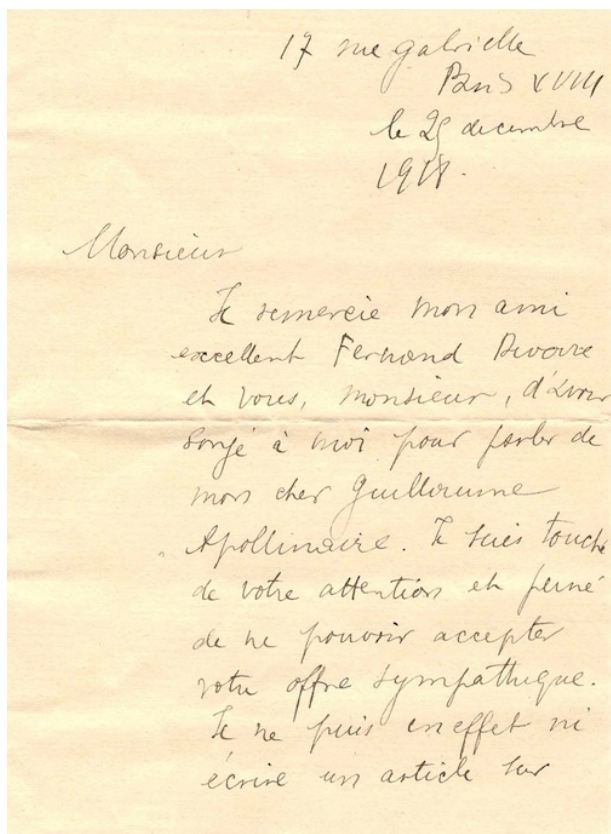 17 rue gabrielle
Paris XVIII
le 29 decembre
1918.
Monsieur
Je remercie mon ami
excellent Fernand Divoire
et vous, monsieur, d'avoir
songé à moi pour parler de
mon cher Guillaume
Apollinaire. Je suis touché
de votre attention et peiné
de ne pouvoir accepter
votre offre sympathique.
Je ne puis en effet ni
écrire un article sur